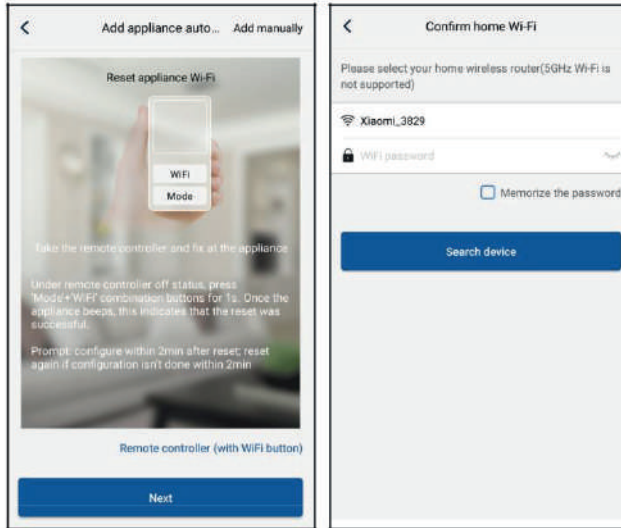 Add appliance auto... Add manually
Reset appliance Wi-Fi
WiFi
Mode
Take the remote controller and fix at the appliance
Under remote controller off status, press
"Mode"+"WiFi" combination buttons for 1s. Once the
appliance beeps, this indicates that the reset was
successful.
Prompt: configure within 2min after reset; reset
again if configuration isn't done within 2min
Remote controller (with WiFi button)
Next
Confirm home Wi-Fi
Please select your home wireless router(5GHz Wi-Fi is
not supported)
Xiaomi_3829
WiFi password
Memorize the password
Search device